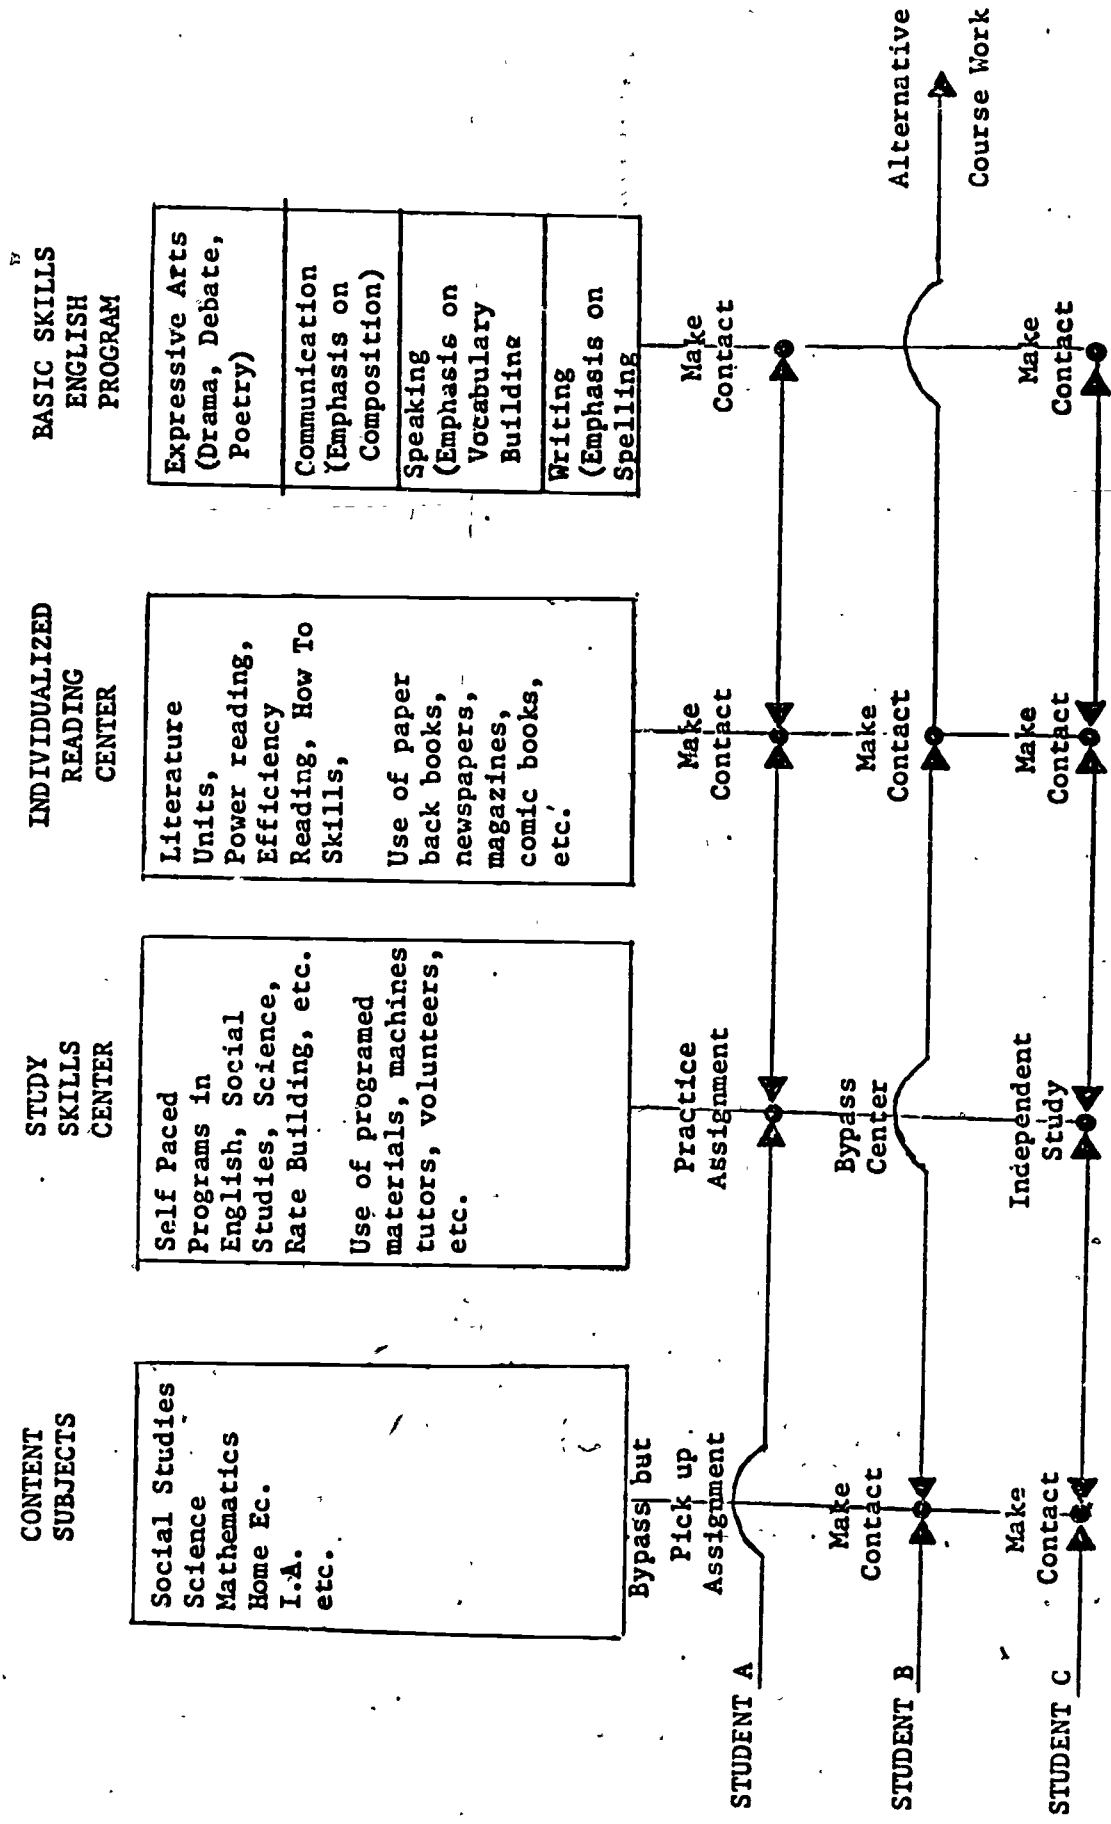 CONTENT
SUBJECTS
Social Studies
Science
Mathematics
Home Ec.
I.A.
etc.
STUDY
SKILLS
CENTER
Self Paced
Programs in
English, Social
Studies, Science,
Rate Building, etc.
Use of programed
materials, machines
tutors, volunteers,
etc.
INDIVIDUALIZED
READING
CENTER
Literature
Units,
Power reading,
Efficiency
Reading, How To
Skills,
Use of paper
back books,
newspapers,
magazines,
comic books,
etc.
BASIC SKILLS
ENGLISH
PROGRAM
Expressive Arts
(Drama, Debate,
Poetry)
Communication
(Emphasis on
Composition)
Speaking
(Emphasis on
Vocabulary
Building
Writing
(Emphasis on
Spelling
STUDENT A
Bypass but
Pick up
Assignment
Practice
Assignment
Make
Contact
Make
Contact
STUDENT B
Make
Contact
Bypass
Center
Make
Contact
Alternative
Course Work
STUDENT C
Make
Contact
Independent
Study
Make
Contact
Make
Contact